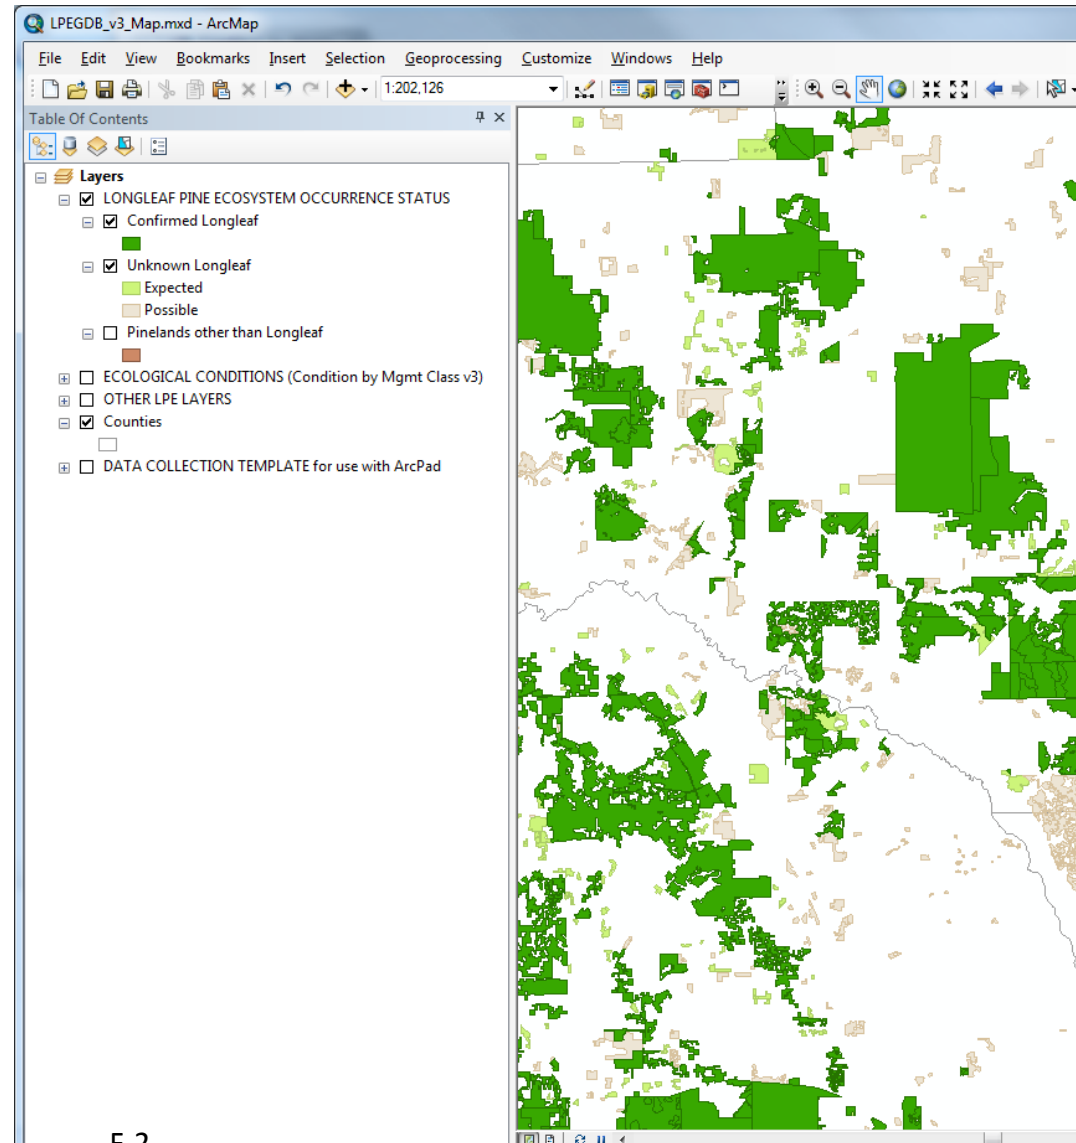 LPEGDB_v3_Map.mxd - ArcMap
File Edit View Bookmarks Insert Selection Geoprocessing Customize Windows Help
1:202,126
Table Of Contents
Layers
LONGLEAF PINE ECOSYSTEM OCCURRENCE STATUS
Confirmed Longleaf
Unknown Longleaf
Expected
Possible
Pinelands other than Longleaf
ECOLOGICAL CONDITIONS (Condition by Mgmt Class v3)
OTHER LPE LAYERS
Counties
DATA COLLECTION TEMPLATE for use with ArcPad